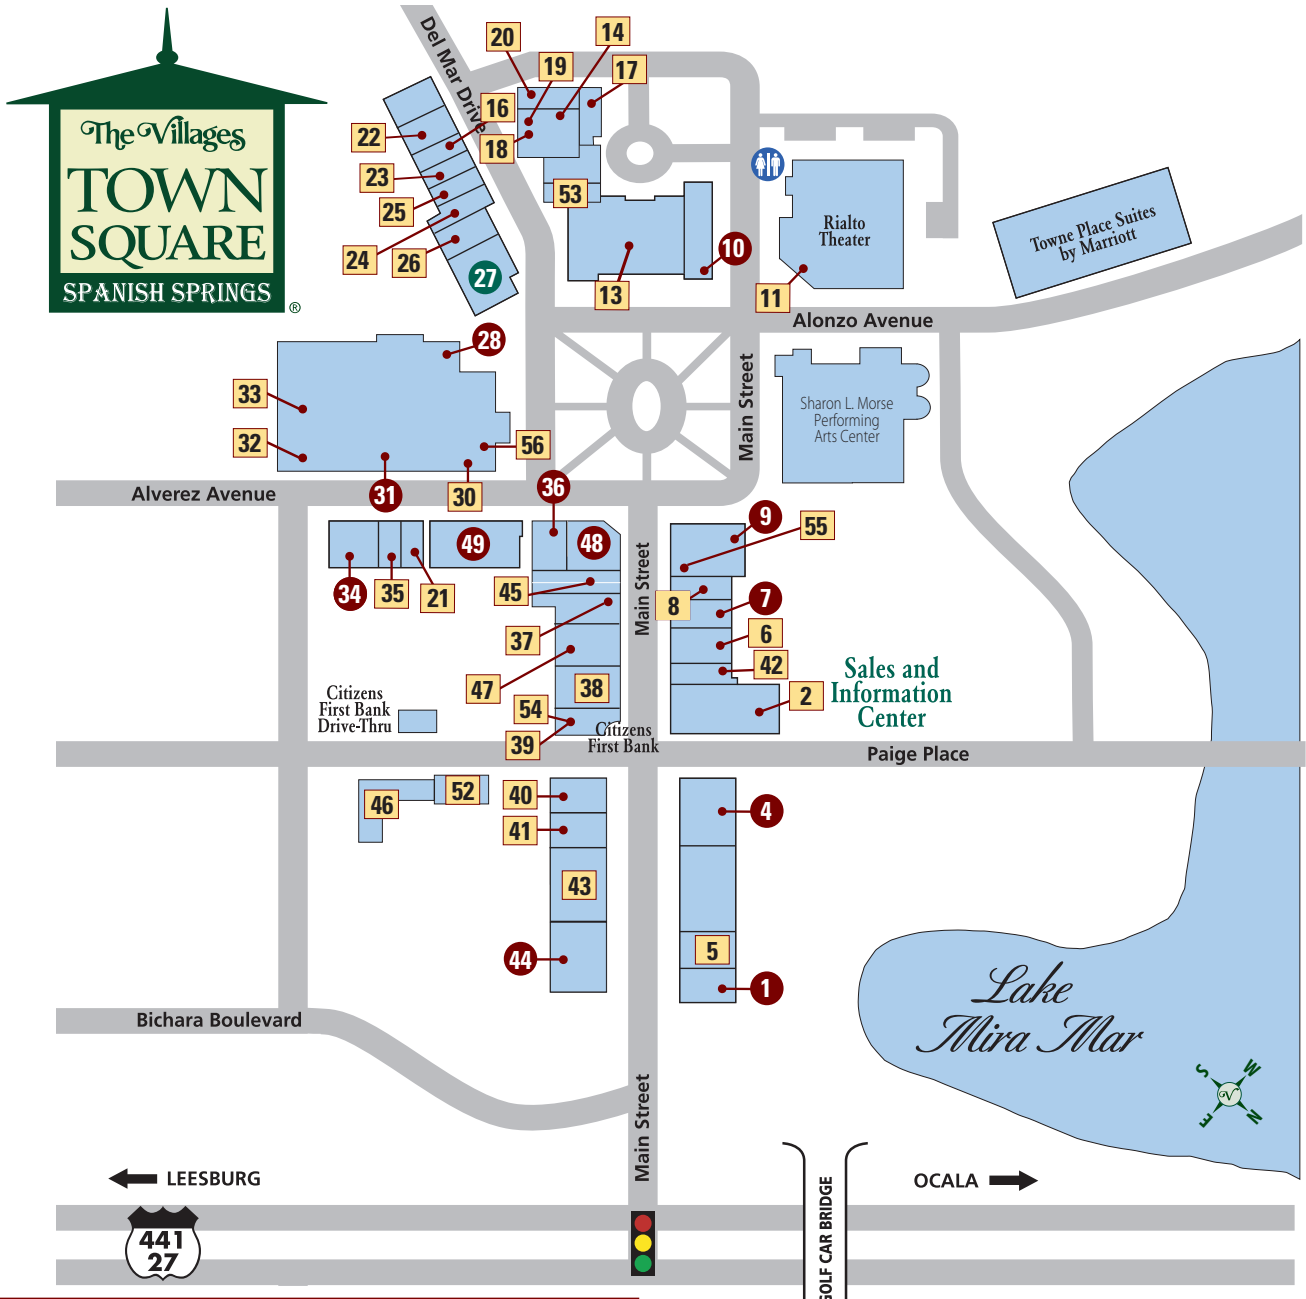 The Villages
TOWN
SQUARE
SPANISH SPRINGS
®
Del Mar Drive
20
14
19
17
16
22
18
23
53
25
24
26
27
10
13
11
Rialto
Theater
Towne Place Suites
by Marriott
Alonzo Avenue
28
33
32
56
31
30
36
Main Street
Sharon L. Morse
Performing
Arts Center
Alverez Avenue
9
55
49
48
34
35
21
45
8
7
Main Street
37
6
42
47
38
2
Sales and
Information
Center
54
39
Citizens
First Bank
Drive-Thru
Citizens
First Bank
Paige Place
46
52
40
4
41
43
5
44
1
Lake
Mira Mar
Bichara Boulevard
S
W
V
E
N
Main Street
LEESBURG
OCALA
441
27
GOLF CAR BRIDGE